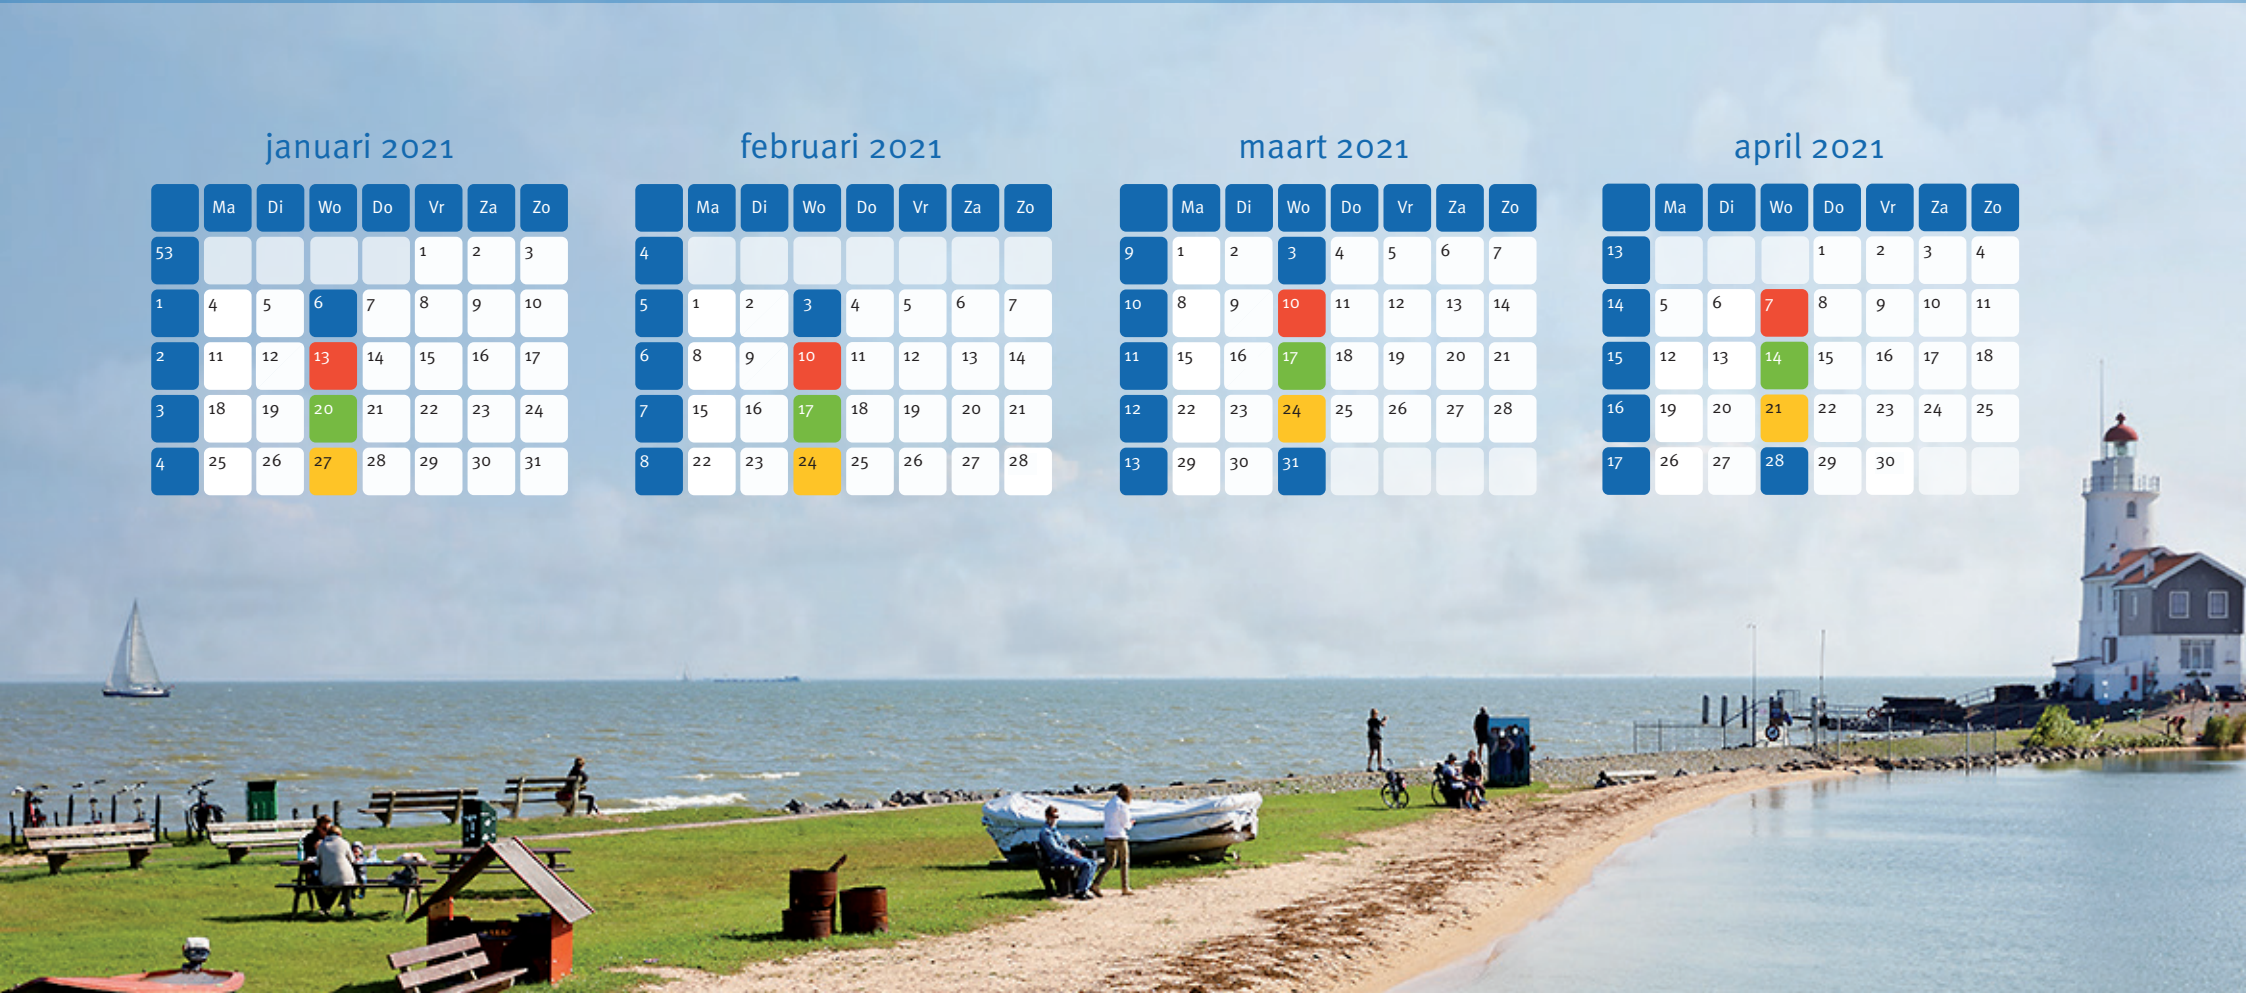 januari 2021
Ma Di Wo Do Vr Za Zo
53 1 2 3
1 4 5 6 7 8 9 10
2 11 12 13 14 15 16 17
3 18 19 20 21 22 23 24
4 25 26 27 28 29 30 31
februari 2021
Ma Di Wo Do Vr Za Zo
4
5 1 2 3 4 5 6 7
6 8 9 10 11 12 13 14
7 15 16 17 18 19 20 21
8 22 23 24 25 26 27 28
maart 2021
Ma Di Wo Do Vr Za Zo
9 1 2 3 4 5 6 7
10 8 9 10 11 12 13 14
11 15 16 17 18 19 20 21
12 22 23 24 25 26 27 28
13 29 30 31
april 2021
Ma Di Wo Do Vr Za Zo
13 1 2 3 4
14 5 6 7 8 9 10 11
15 12 13 14 15 16 17 18
16 19 20 21 22 23 24 25
17 26 27 28 29 30